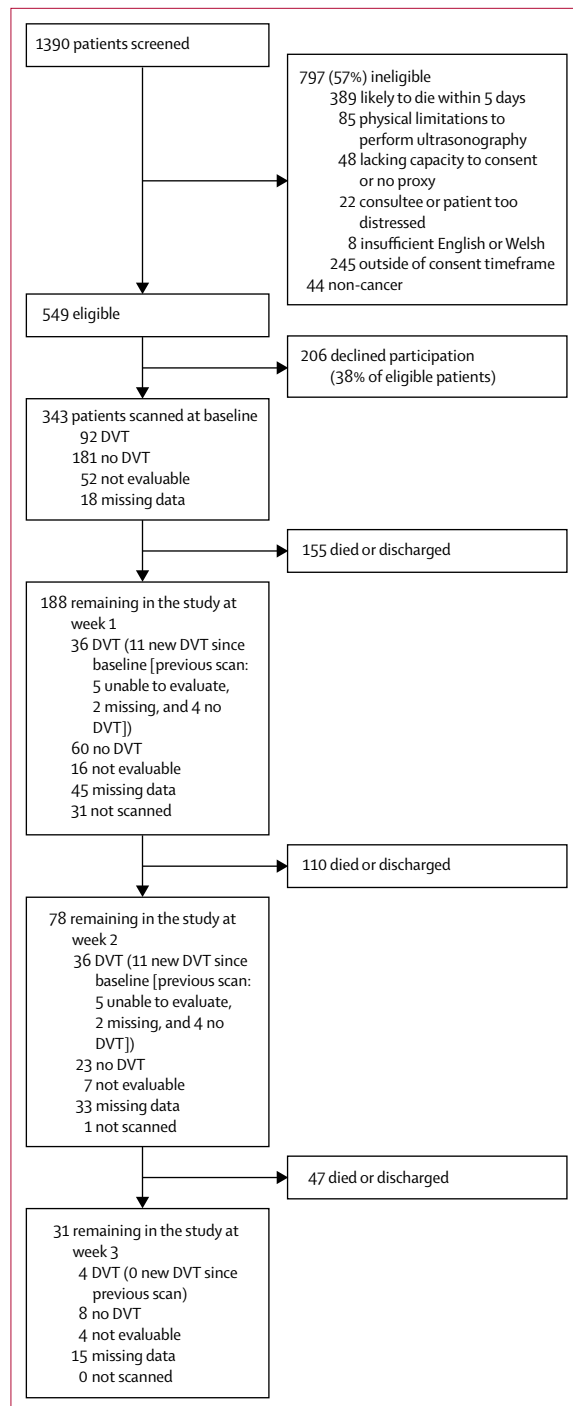 1390 patients screened
797 (57%) ineligible
389 likely to die within 5 days
85 physical limitations to
perform ultrasonography
48 lacking capacity to consent
or no proxy
22 consultee or patient too
distressed
8 insufficient English or Welsh
245 outside of consent timeframe
44 non-cancer
549 eligible
206 declined participation
(38% of eligible patients)
343 patients scanned at baseline
92 DVT
181 no DVT
52 not evaluable
18 missing data
155 died or discharged
188 remaining in the study at
week 1
36 DVT (11 new DVT since
baseline [previous scan:
5 unable to evaluate,
2 missing, and 4 no
DVT])
60 no DVT
16 not evaluable
45 missing data
31 not scanned
110 died or discharged
78 remaining in the study at
week 2
36 DVT (11 new DVT since
baseline [previous scan:
5 unable to evaluate,
2 missing, and 4 no
DVT])
23 no DVT
7 not evaluable
33 missing data
1 not scanned
47 died or discharged
31 remaining in the study at
week 3
4 DVT (0 new DVT since
previous scan)
8 no DVT
4 not evaluable
15 missing data
0 not scanned